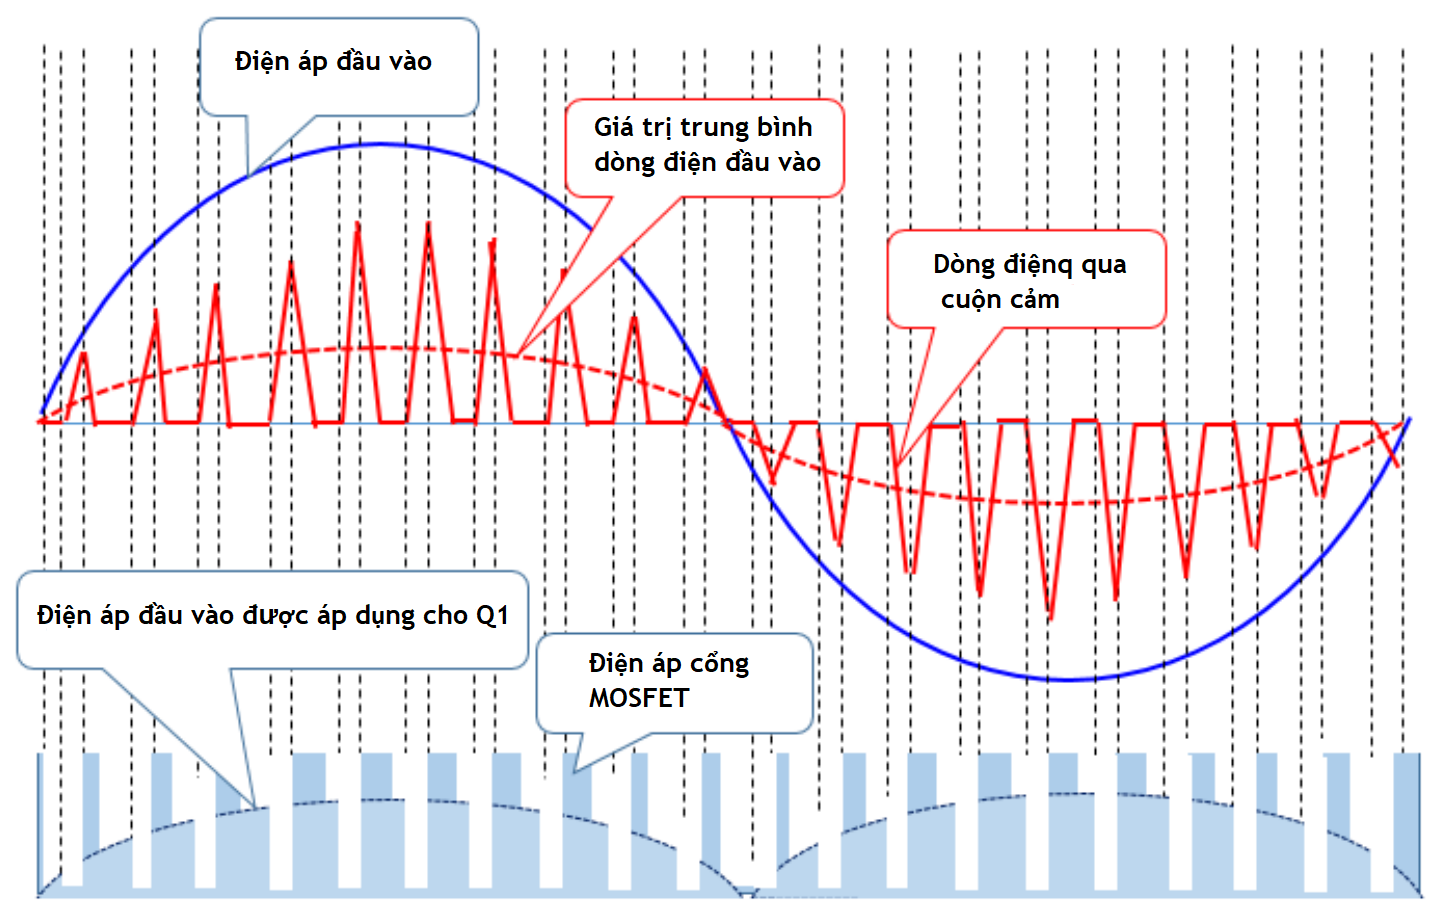 Điện áp đầu vào
Giá trị trung bình
dòng điện đầu vào
Dòng điệnq qua
cuộn cảm
Điện áp đầu vào được áp dụng cho Q1
Điện áp cổng
MOSFET